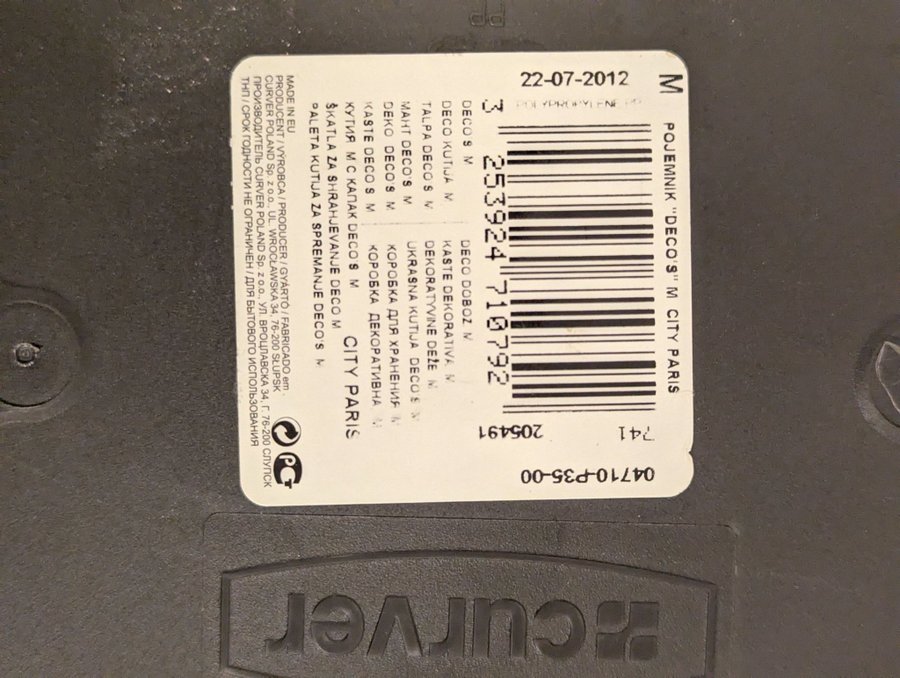 M
POJEMNIK "DECO'S" M CITY PARIS
22-07-2012
POLYPROPYLENE PP
3 253924 710792
741
205491
04710-P35-00
DECO'S M
DECO DOBOZ M
DECO KUTIJA M
KASTE DEKORATIVA M
TALPA DECO'S M
DEKORATYVINE DEŽE M
МАНТ DECO'S M
UKRASNA KUTIJA DECO'S M
DEKO DECO'S M
КОРОБКА ДЛЯ ХРАНЕНИЯ M
KASTE DECO'S M
КОРОБКА ДЕКОРАТИВНА M
КУТИЯ М С КАПАК DECO'S M
CITY PARIS
ŠKATLA ZA SHRANJEVANJE DECO M
PALETA KUTIJA ZA SPREMANJE DECO'S M
MADE IN EU
PRODUCENT / VÝROBCA / PRODUCER / GYÁRTÓ / FABRICADO em
CURVER POLAND Sp. z o.o., UL. WROCŁAWSKA 34, 76-200 SŁUPSK
ПРОИЗВОДИТЕЛЬ CURVER POLAND Sp. z o.o., УЛ. ВРОЦЛАВСКА 34, Г. 76-200 СЛУПСК
ТНП / СРОК ГОДНОСТИ НЕ ОГРАНИЧЕН / ДЛЯ БЫТОВОГО ИСПОЛЬЗОВАНИЯ
curver
PP